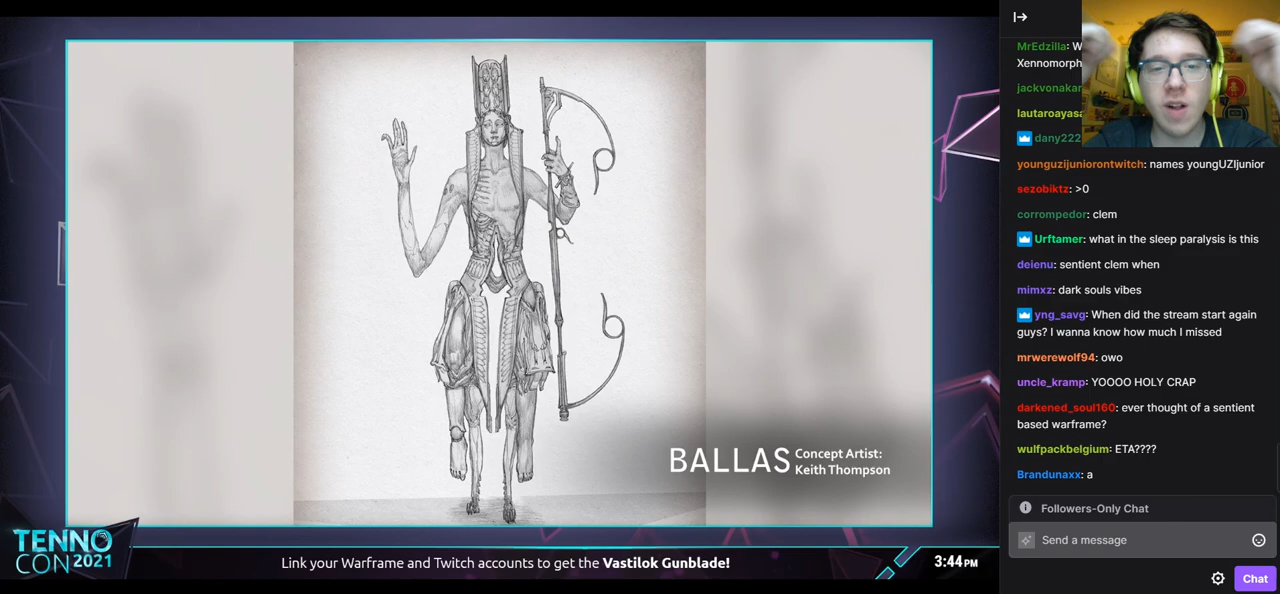 BALLAS Concept Artist:
Keith Thompson
TENNO
CON 2021
Link your Warframe and Twitch accounts to get the Vastilok Gunblade!
3:44 PM
MrEdzilla:
Xennomorph
jackvonakar
lautaroayasa
dany222
younguzijuniorontwitch: names youngUZIjunior
sezobiktz: >0
corrompedor: clem
Urftamer: what in the sleep paralysis is this
deienu: sentient clem when
mimxz: dark souls vibes
yng_savg: When did the stream start again
guys? I wanna know how much I missed
mrwerewolf94: owo
uncle_kramp: YOOOO HOLY CRAP
darkened_soul160: ever thought of a sentient
based warframe?
wulfpackbelgium: ETA????
Brandunaxx: a
Followers-Only Chat
Send a message
Chat